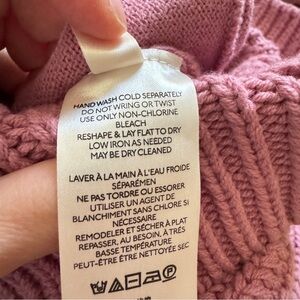 HAND WASH COLD SEPARATELY
DO NOT WRING OR TWIST
USE ONLY NON-CHLORINE
BLEACH
RESHAPE & LAY FLAT TO DRY
LOW IRON AS NEEDED
MAY BE DRY CLEANED
LAVER À LA MAIN À L'EAU FROIDE
SÉPARÉMEN
NE PAS TORDRE OU ESSORER
UTILISER UN AGENT DE
BLANCHIMENT SANS CHLORE SI
NÉCESSAIRE
REMODELER ET SÉCHER À PLAT
REPASSER, AU BESOIN, À TRÈS
BASSE TEMPÉRATURE
PEUT-ÊTRE ÊTRE NETTOYÉE SEC